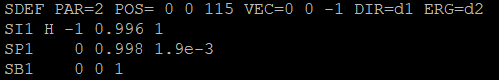 SDEF PAR=2 POS= 0 0 115 VEC=0 0 -1 DIR=d1 ERG=d2
SI1 H -1 0.996 1
SP1    0 0.998 1.9e-3
SB1    0 0 1